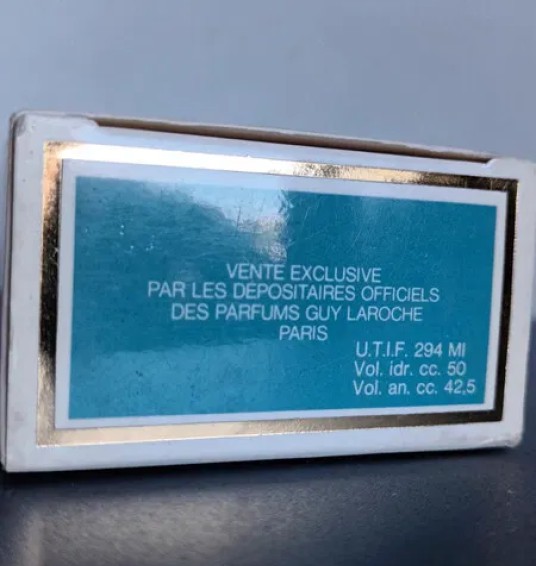 VENTE EXCLUSIVE
PAR LES DEPOSITAIRES OFFICIELS
DES PARFUMS GUY LAROCHE
PARIS
U.T.I.F. 294 MI
Vol. idr. cc. 50
Vol. an. cc. 42,5